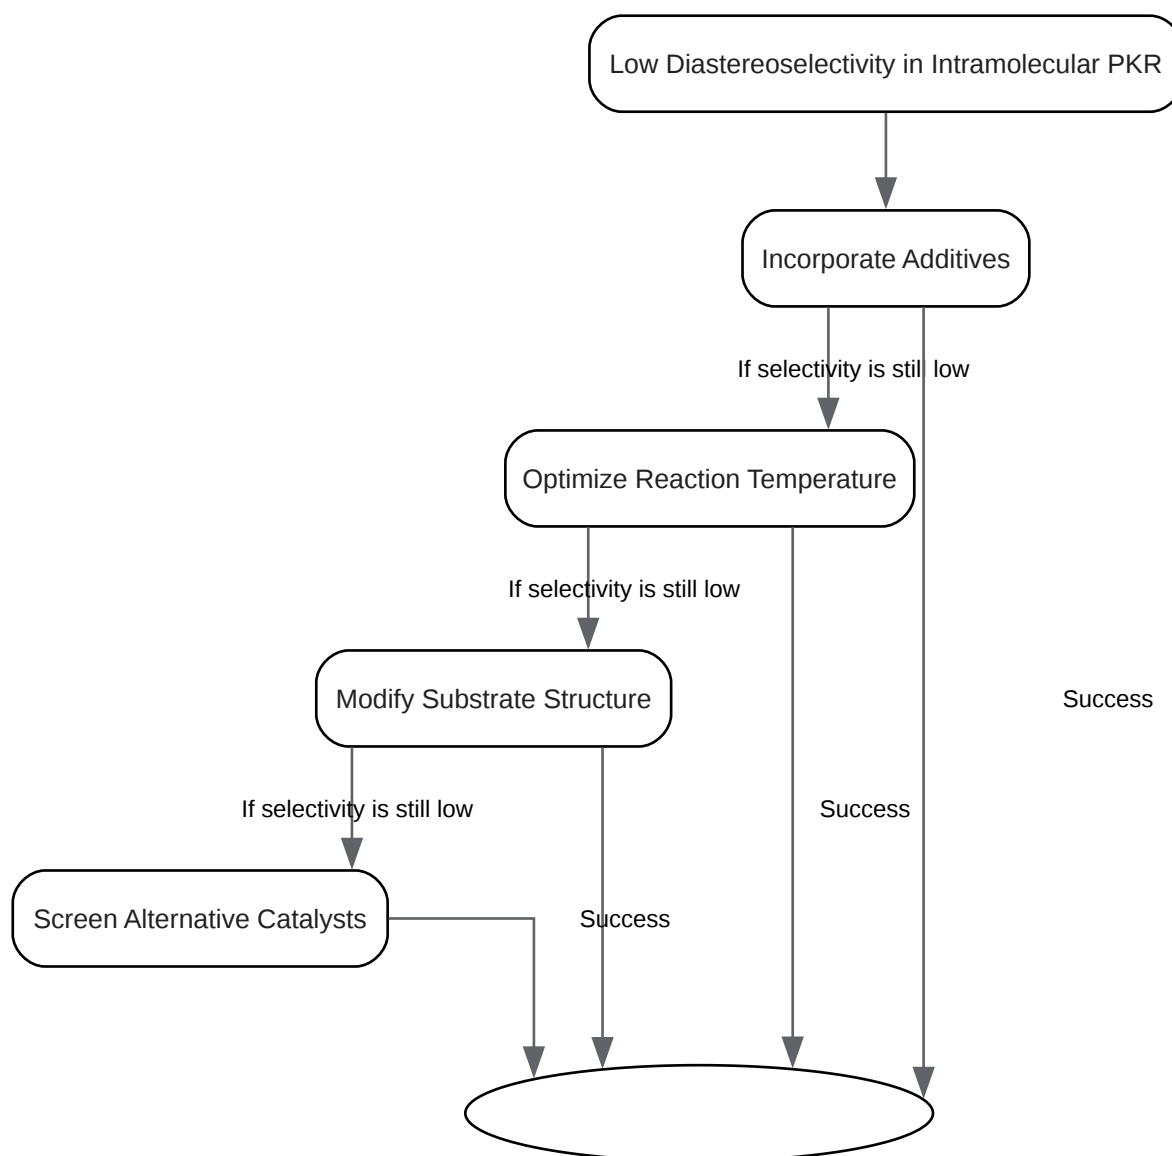 Low Diastereoselectivity in Intramolecular PKR
Incorporate Additives
If selectivity is still low
Optimize Reaction Temperature
If selectivity is still low
Modify Substrate Structure
Success
If selectivity is still low
Success
Screen Alternative Catalysts
Success